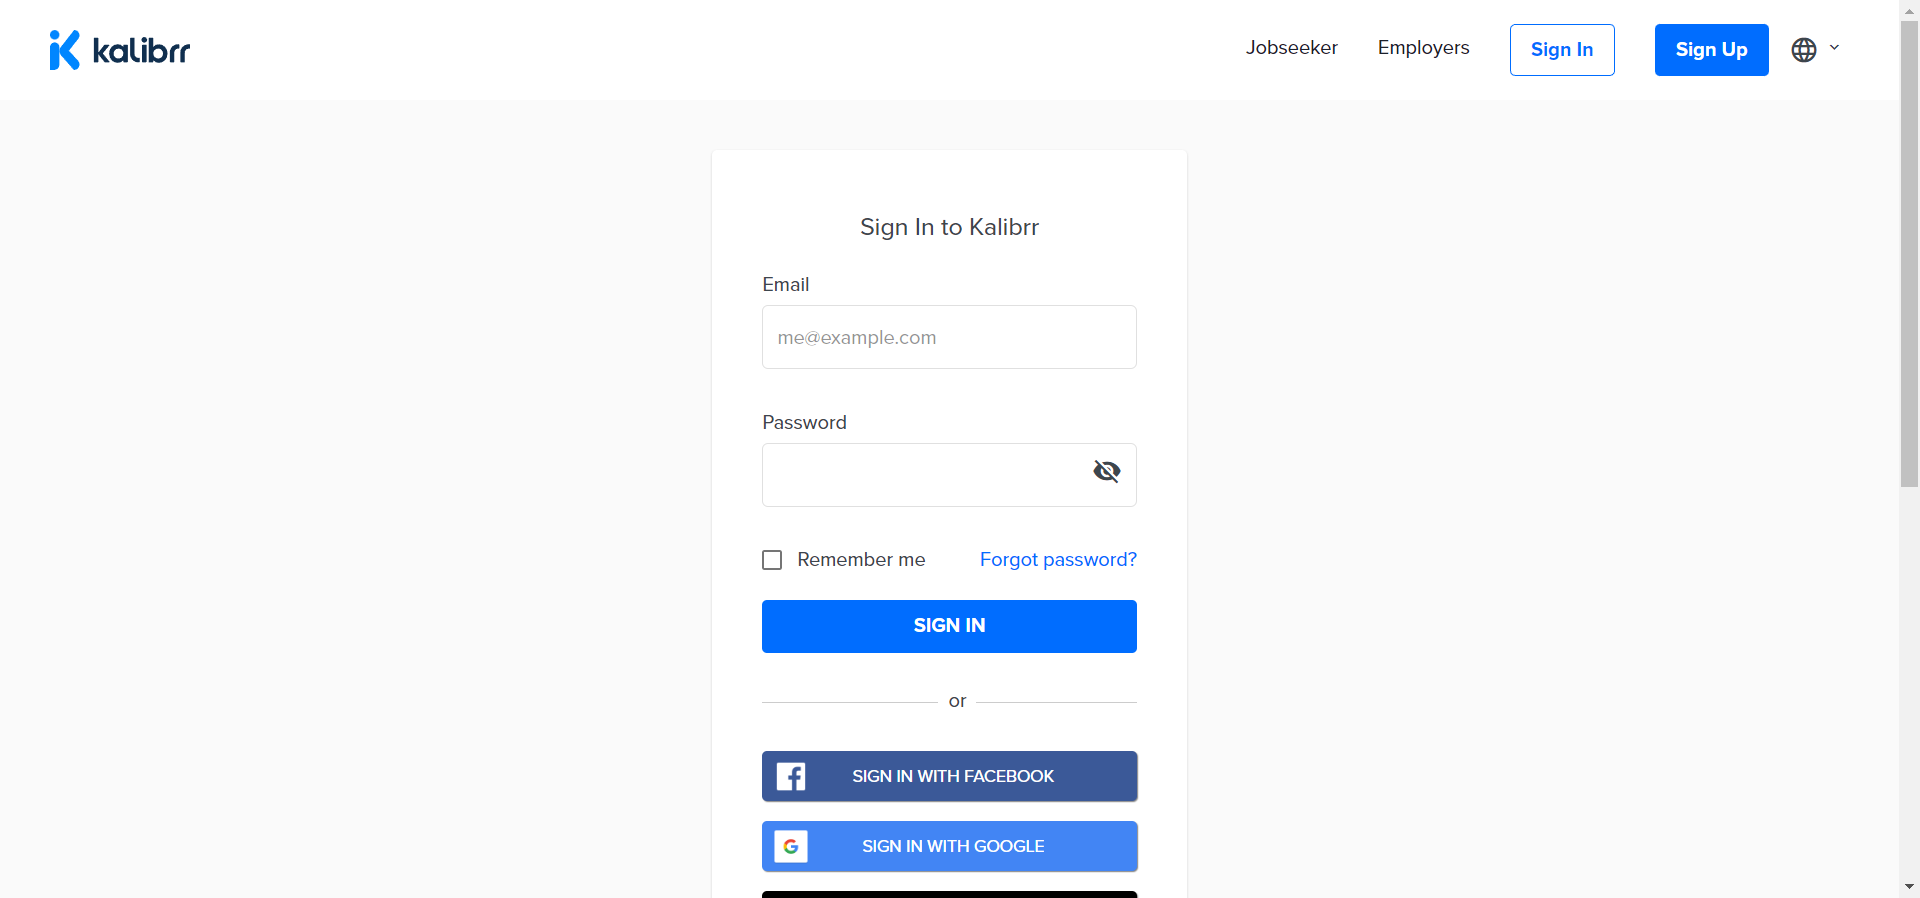 kalibrr
Jobseeker
Employers
Sign In
Sign Up
Sign In to Kalibrr
Email
me@example.com
Password
Remember me
Forgot password?
SIGN IN
or
SIGN IN WITH FACEBOOK
SIGN IN WITH GOOGLE